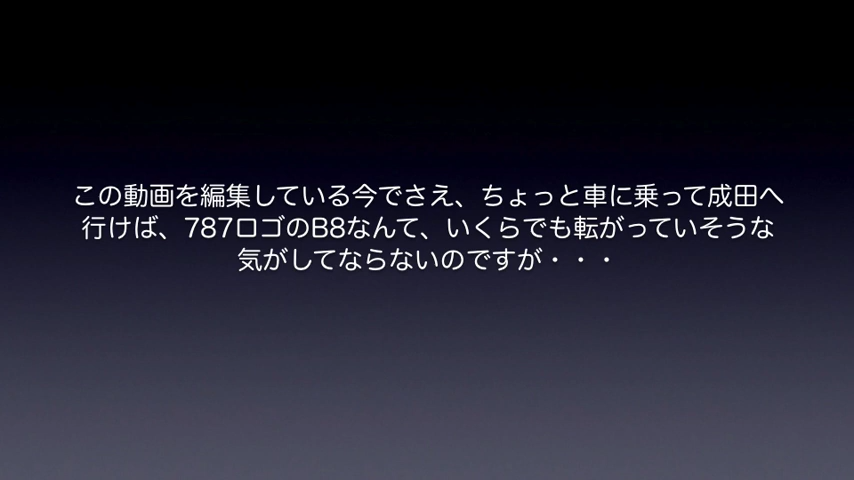 この動画を編集している今でさえ、ちょっと車に乗って成田へ
行けば、787ロゴのB8なんて、いくらでも転がっていそうな
気がしてならないのですが・・・